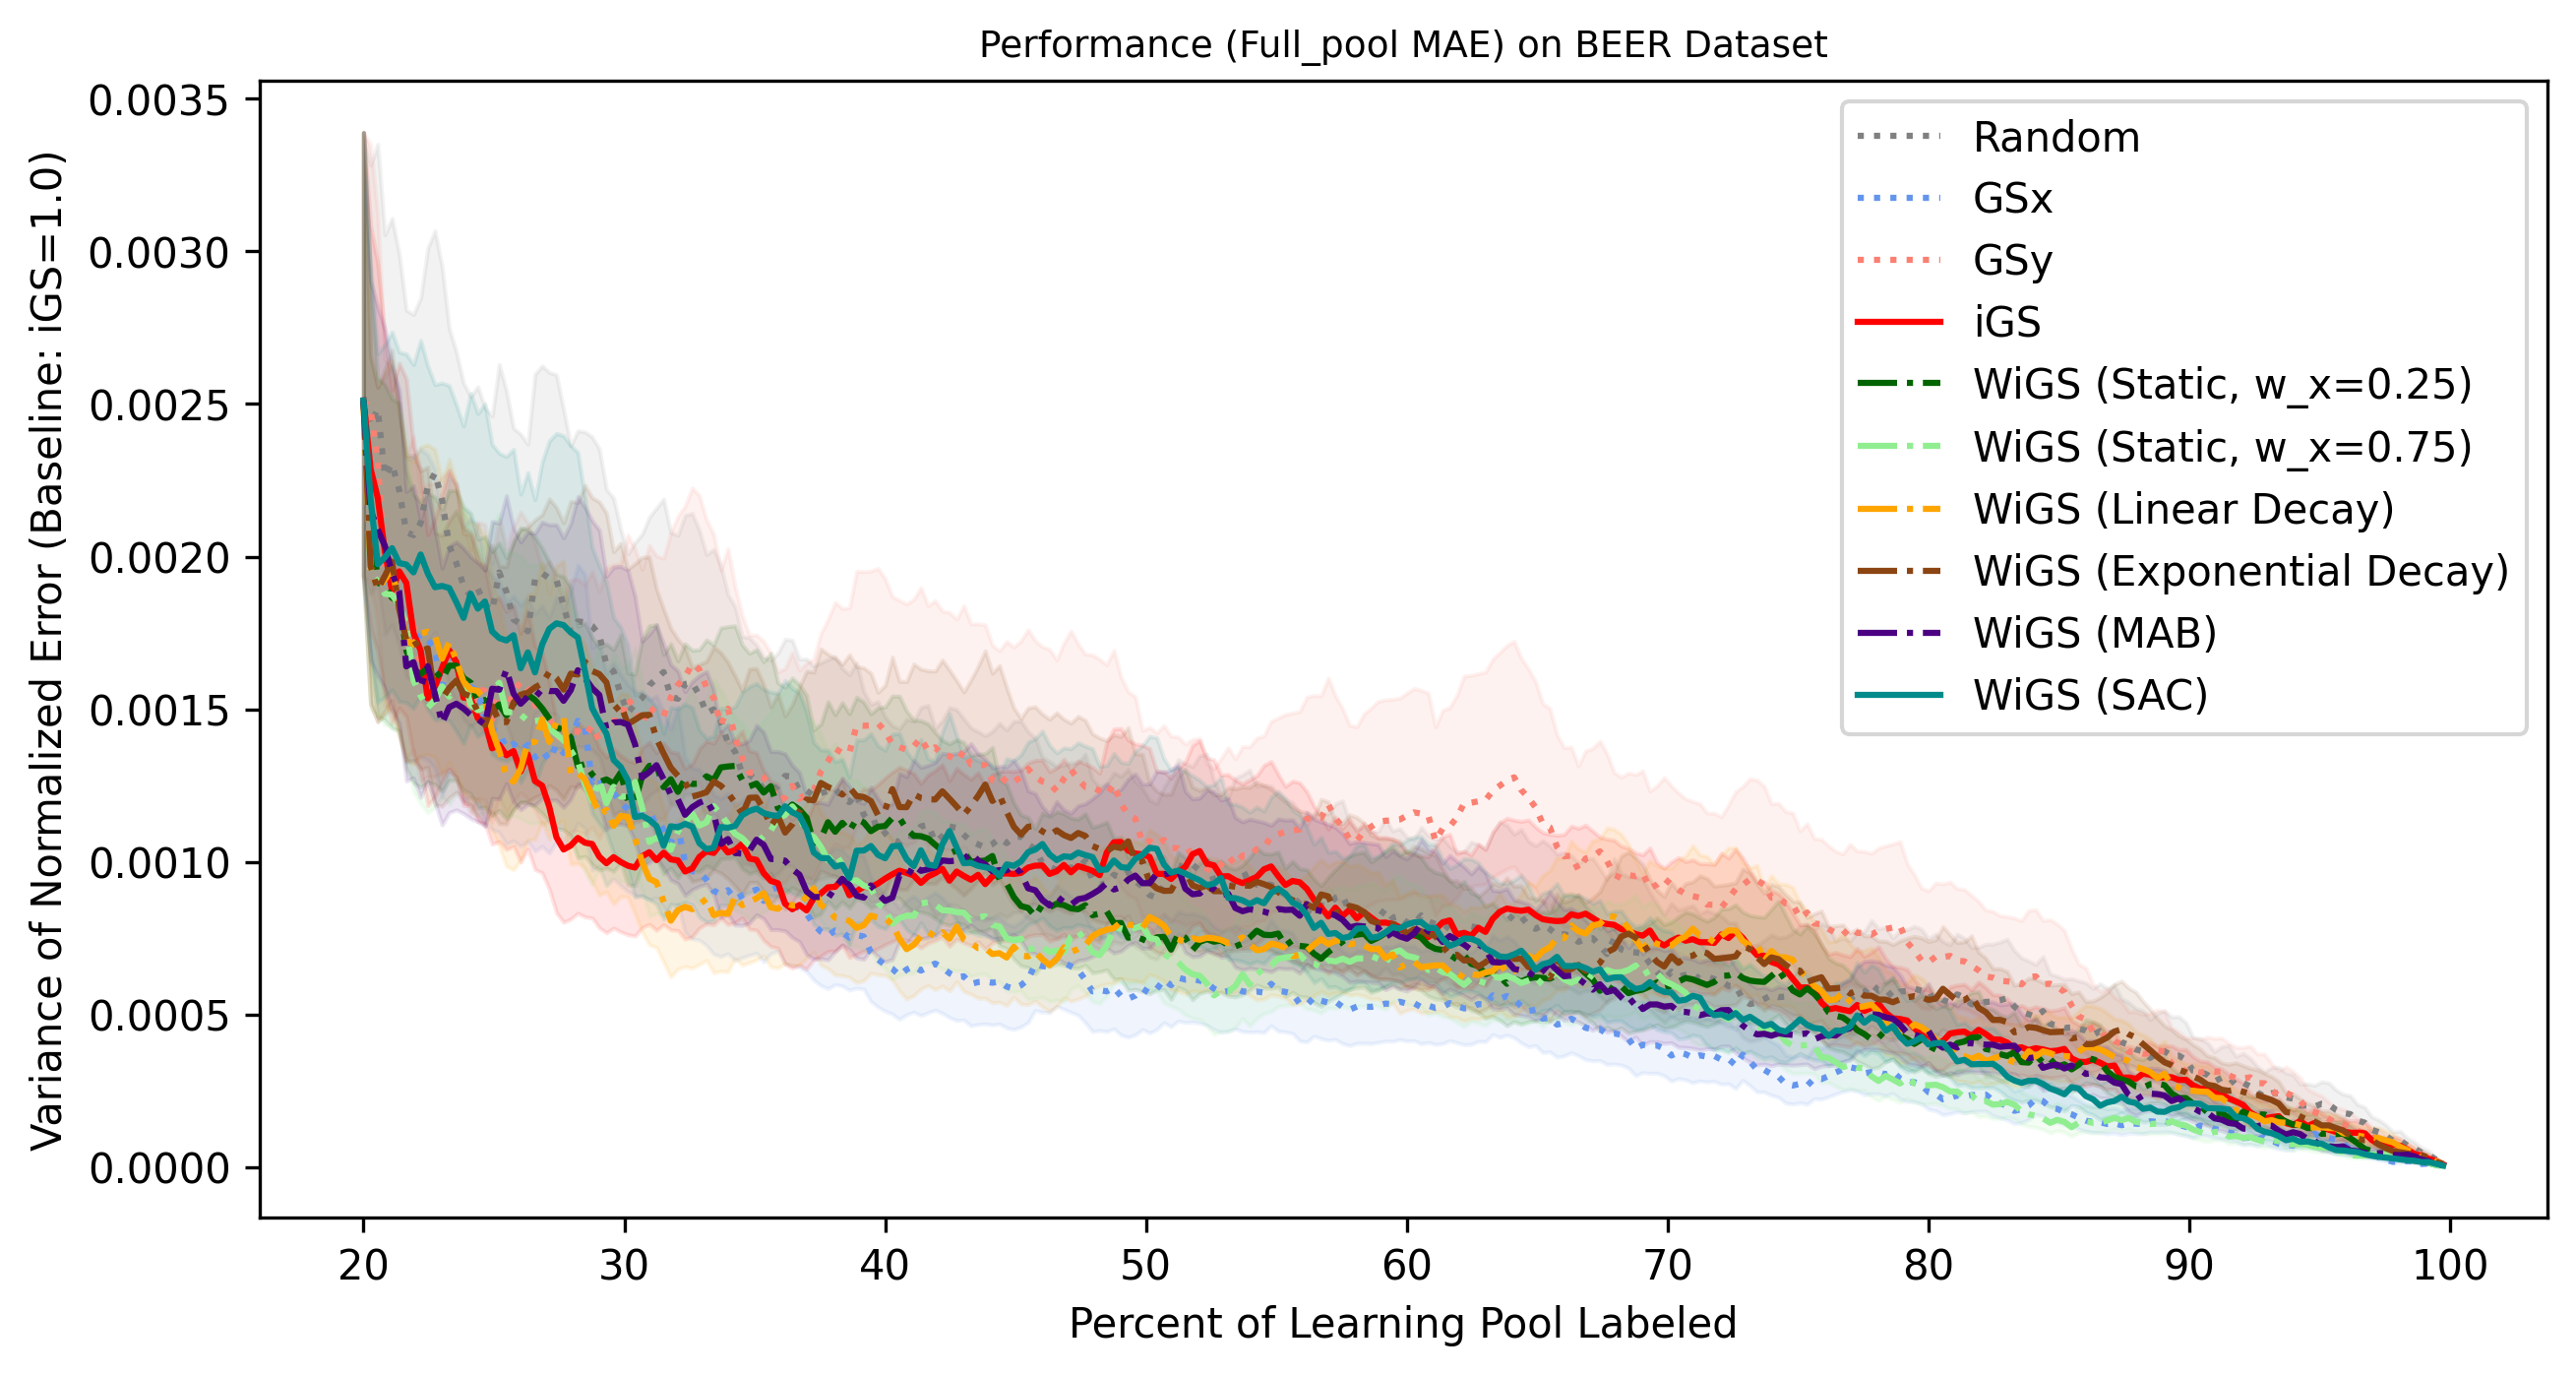 Performance (Full_pool MAE) on BEER Dataset
Variance of Normalized Error (Baseline: iGS=1.0)
0.0035
0.0030
0.0025
0.0020
0.0015
0.0010
0.0005
0.0000
Random
GSx
GSy
iGS
WiGS (Static, w_x=0.25)
WiGS (Static, w_x=0.75)
WiGS (Linear Decay)
WiGS (Exponential Decay)
WiGS (MAB)
WiGS (SAC)
20 30 40 50 60 70 80 90 100
Percent of Learning Pool Labeled